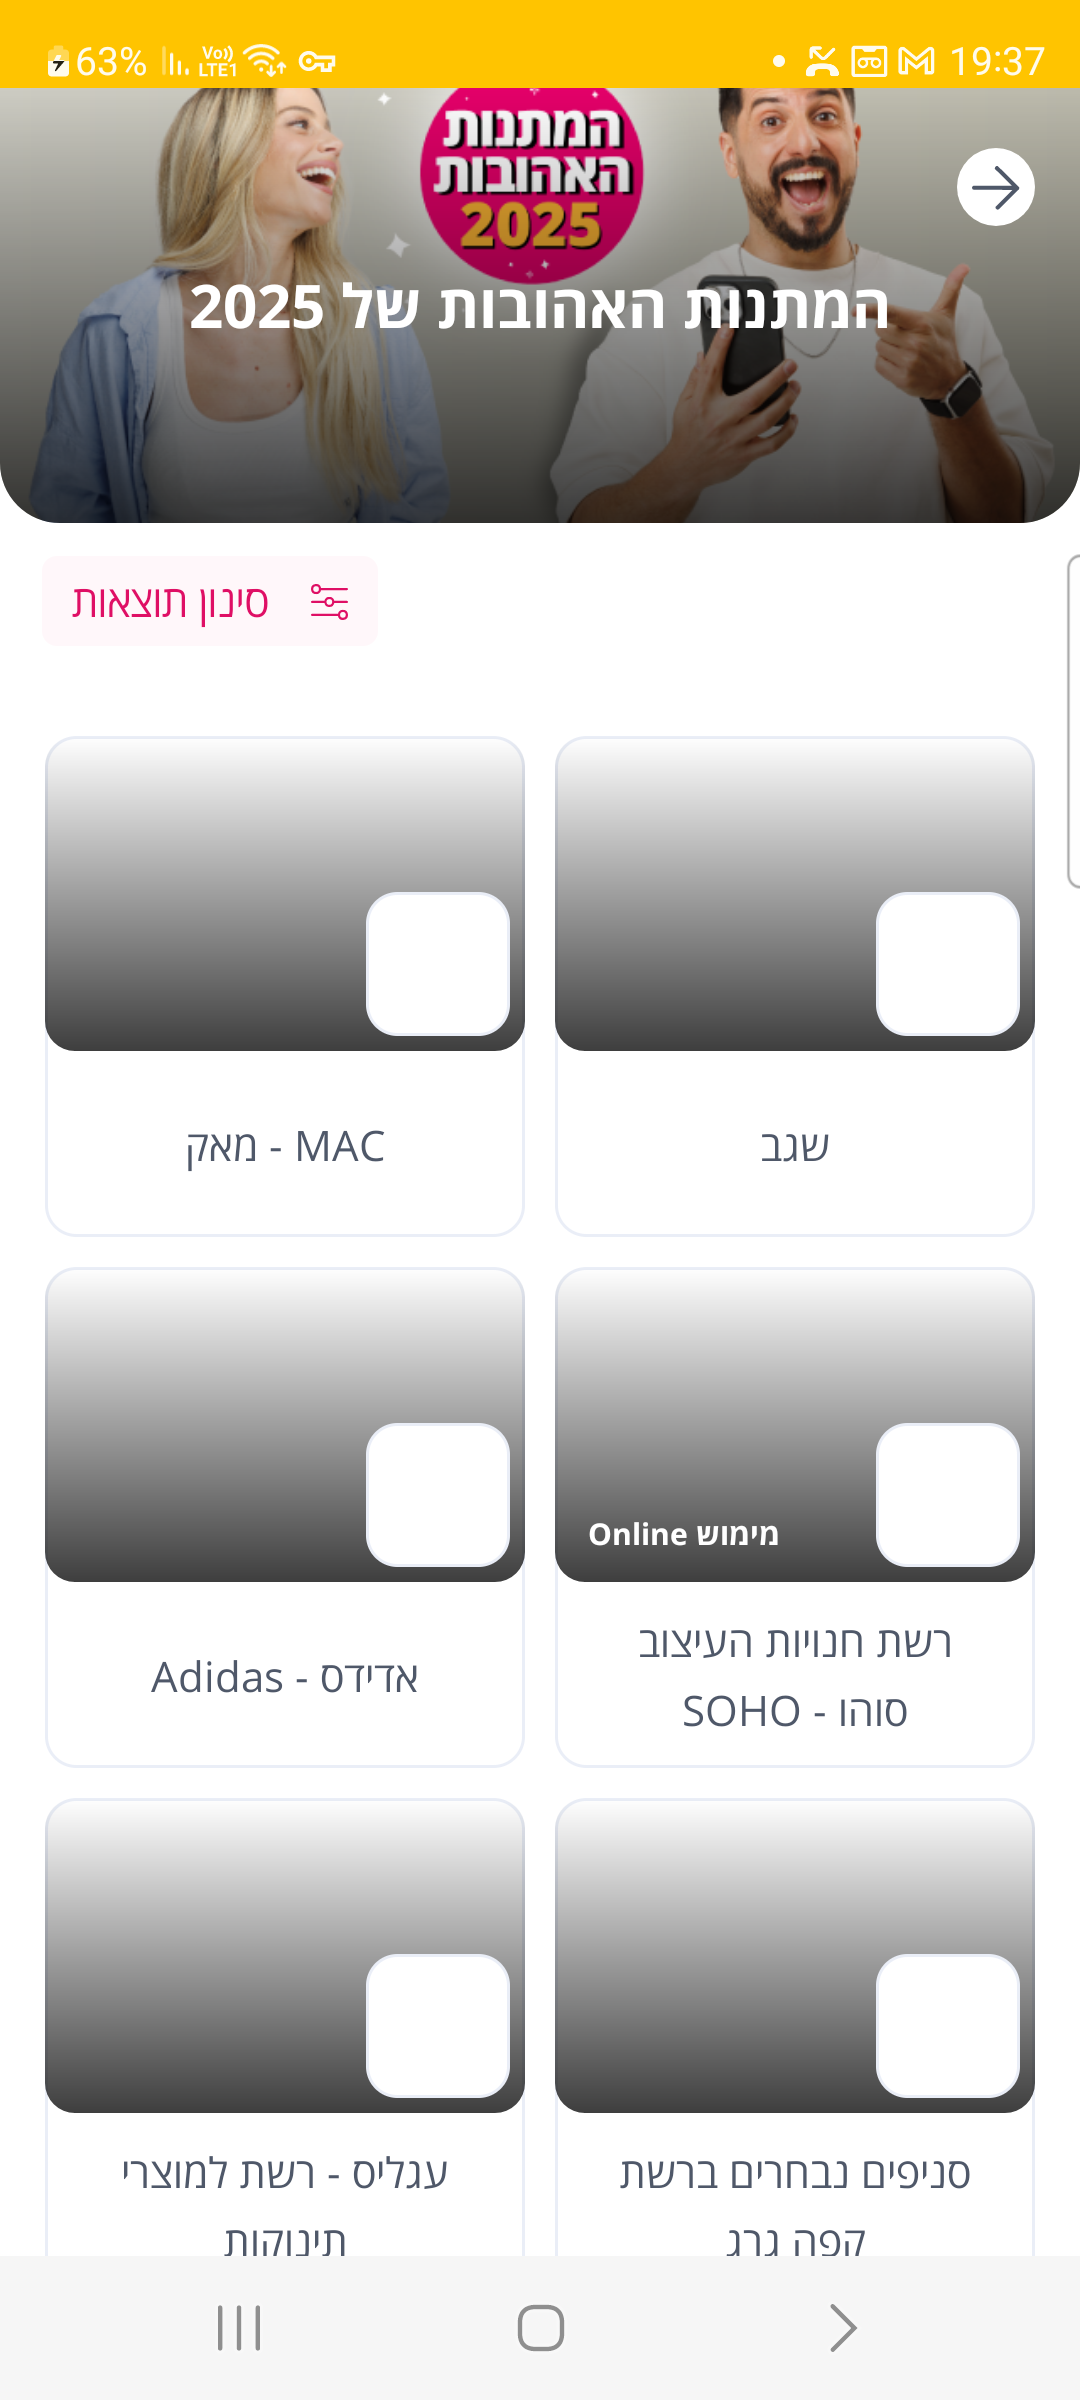 63%
Vo))
LTE1
19:37
המתנות
האהובות
2025
המתנות האהובות של 2025
סינון תוצאות
שגב
MAC - מאק
מימוש Online
רשת חנויות העיצוב
סוהו - SOHO
אדידס - Adidas
סניפים נבחרים ברשת
קפה גרג
עגליס - רשת למוצרי
תינוקות